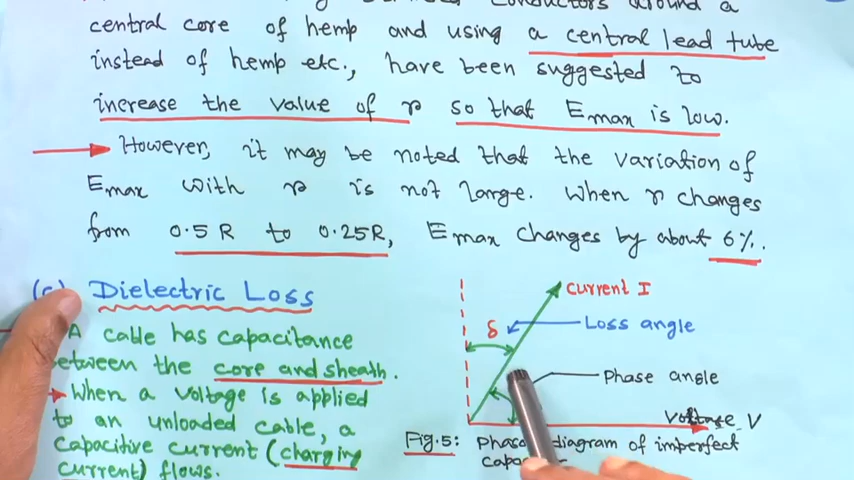 conductors around a
central core of hemp and using a central lead tube
instead of hemp etc., have been suggested to
increase the value of r so that Emax is low.
However, it may be noted that the variation of
Emax with r is not large. When r changes
from 0.5 R to 0.25R, Emax changes by about 6%.
(c) Dielectric Loss
A cable has capacitance
between the core and sheath.
When a voltage is applied
to an unloaded cable, a
capacitive current (charging
current) flows.
Current I
δ
Loss angle
Phase angle
Voltage V
Fig.5: Phasor diagram of imperfect